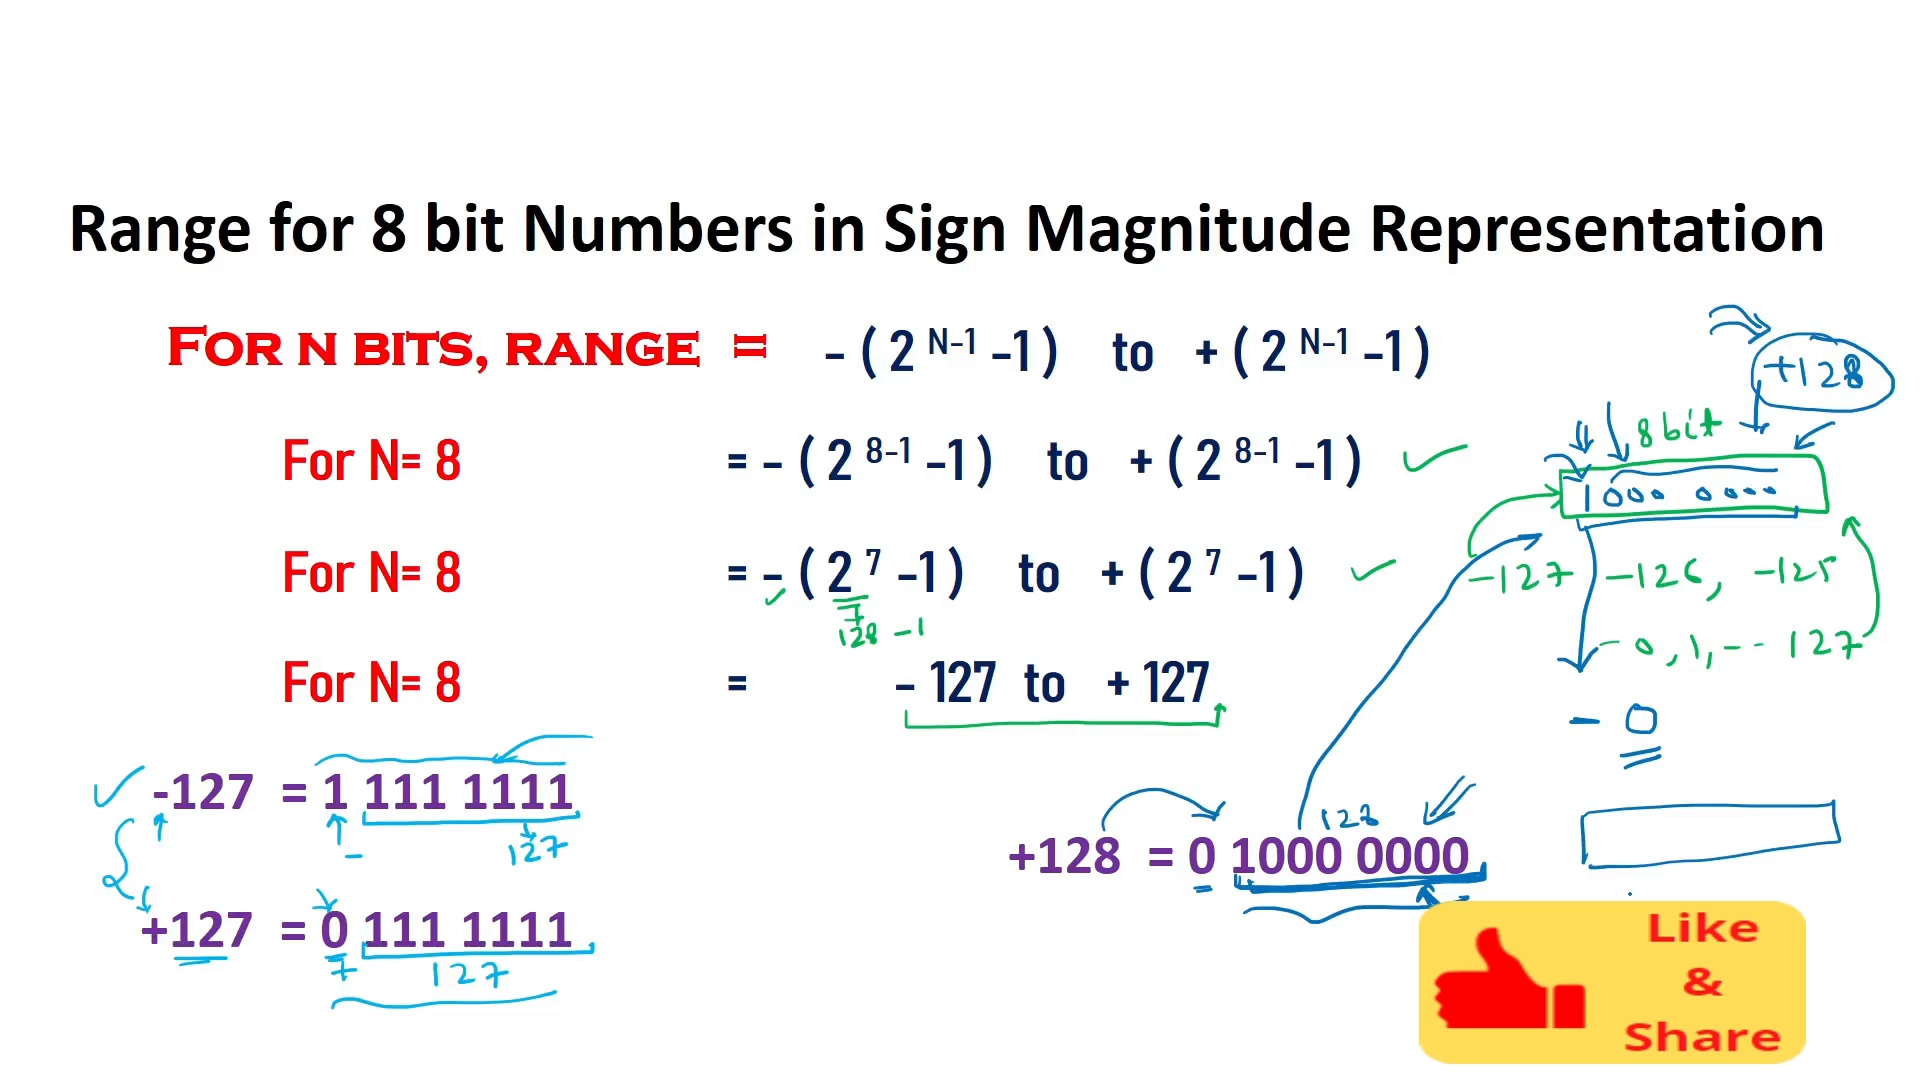 Range for 8 bit Numbers in Sign Magnitude Representation
FOR N BITS, RANGE = – ( 2 N–1 –1 ) to + ( 2 N–1 –1 )
+128
For N= 8 = – ( 2 8–1 –1 ) to + ( 2 8–1 –1 )
8 bit
1000 0000
For N= 8 = – ( 2 7 –1 ) to + ( 2 7 –1 )
-127 -126, -125
128 -1
- 0, 1, -- 127
For N= 8 = – 127 to + 127
- 0
-127 = 1 111 1111
- 127
128
+128 = 0 1000 0000
+127 = 0 111 1111
+ 127
Like
&
Share